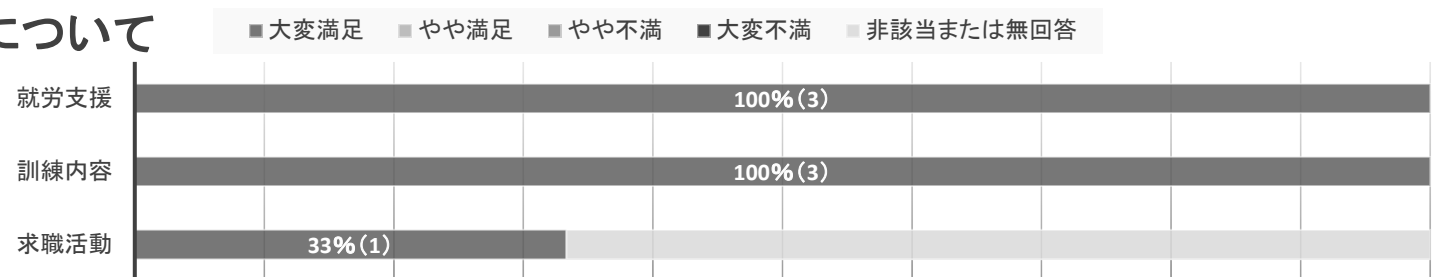 について
■大変満足 ■やや満足 ■やや不満 ■大変不満 ■非該当または無回答
就労支援 100%(3)
訓練内容 100%(3)
求職活動 33%(1)